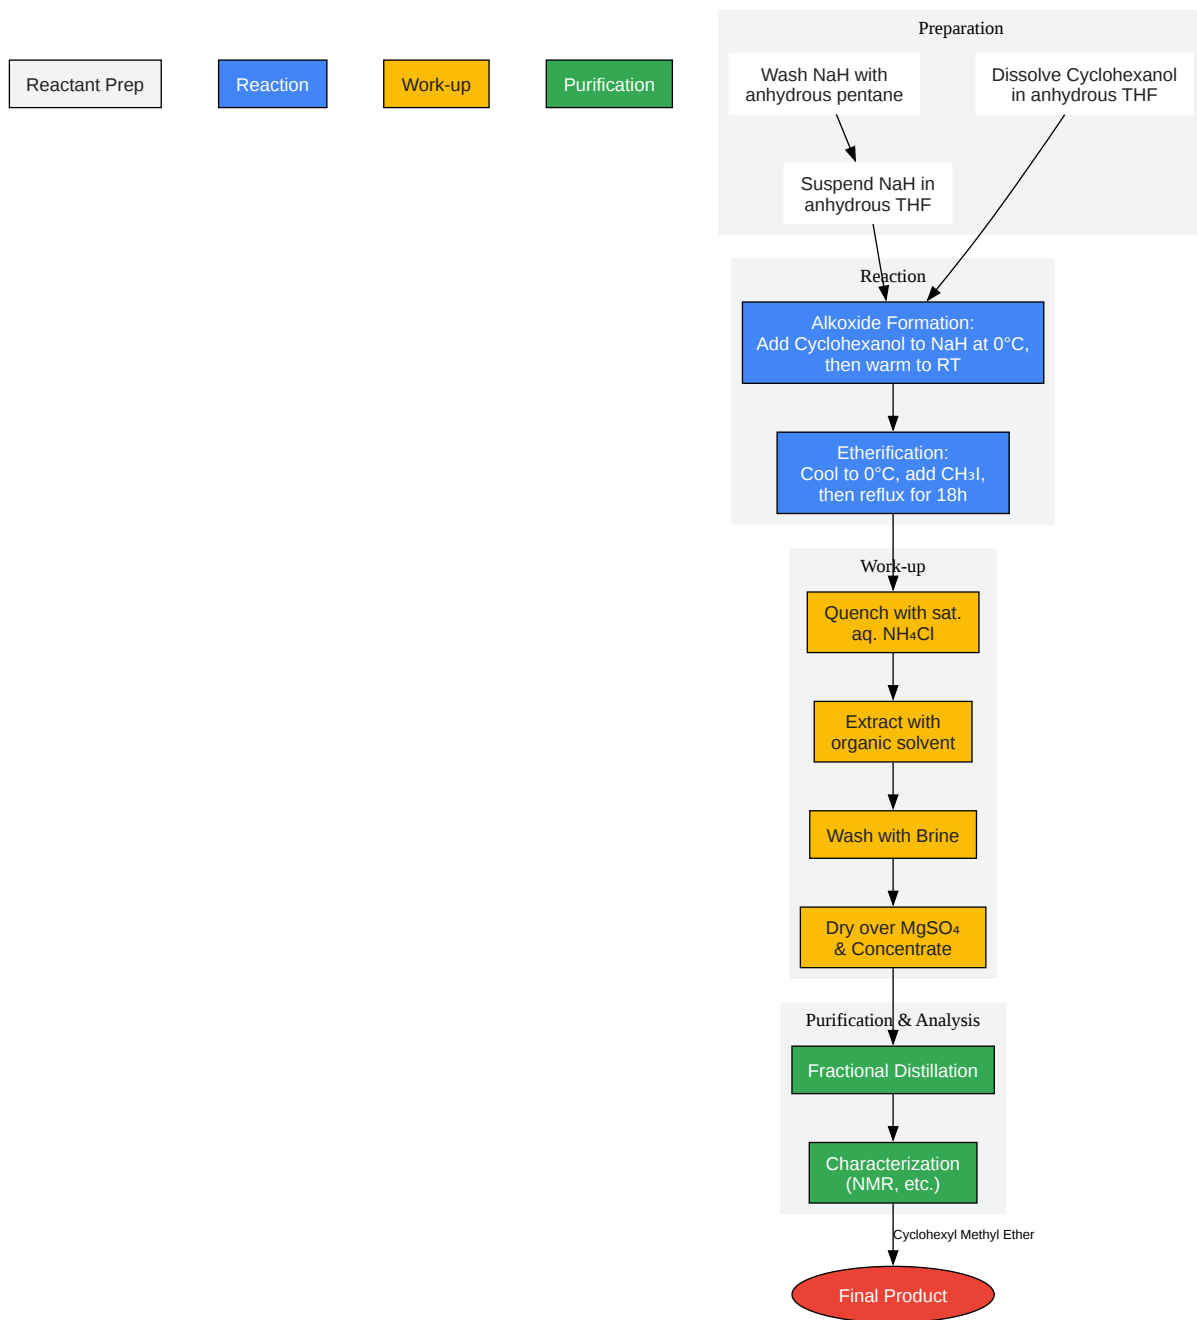 Preparation
Reactant Prep
Reaction
Work-up
Purification
Wash NaH with
anhydrous pentane
Dissolve Cyclohexanol
in anhydrous THF
Suspend NaH in
anhydrous THF
Reaction
Alkoxide Formation:
Add Cyclohexanol to NaH at 0°C,
then warm to RT
Etherification:
Cool to 0°C, add CH₃I,
then reflux for 18h
Work-up
Quench with sat.
aq. NH₄Cl
Extract with
organic solvent
Wash with Brine
Dry over MgSO₄
& Concentrate
Purification & Analysis
Fractional Distillation
Characterization
(NMR, etc.)
Cyclohexyl Methyl Ether
Final Product